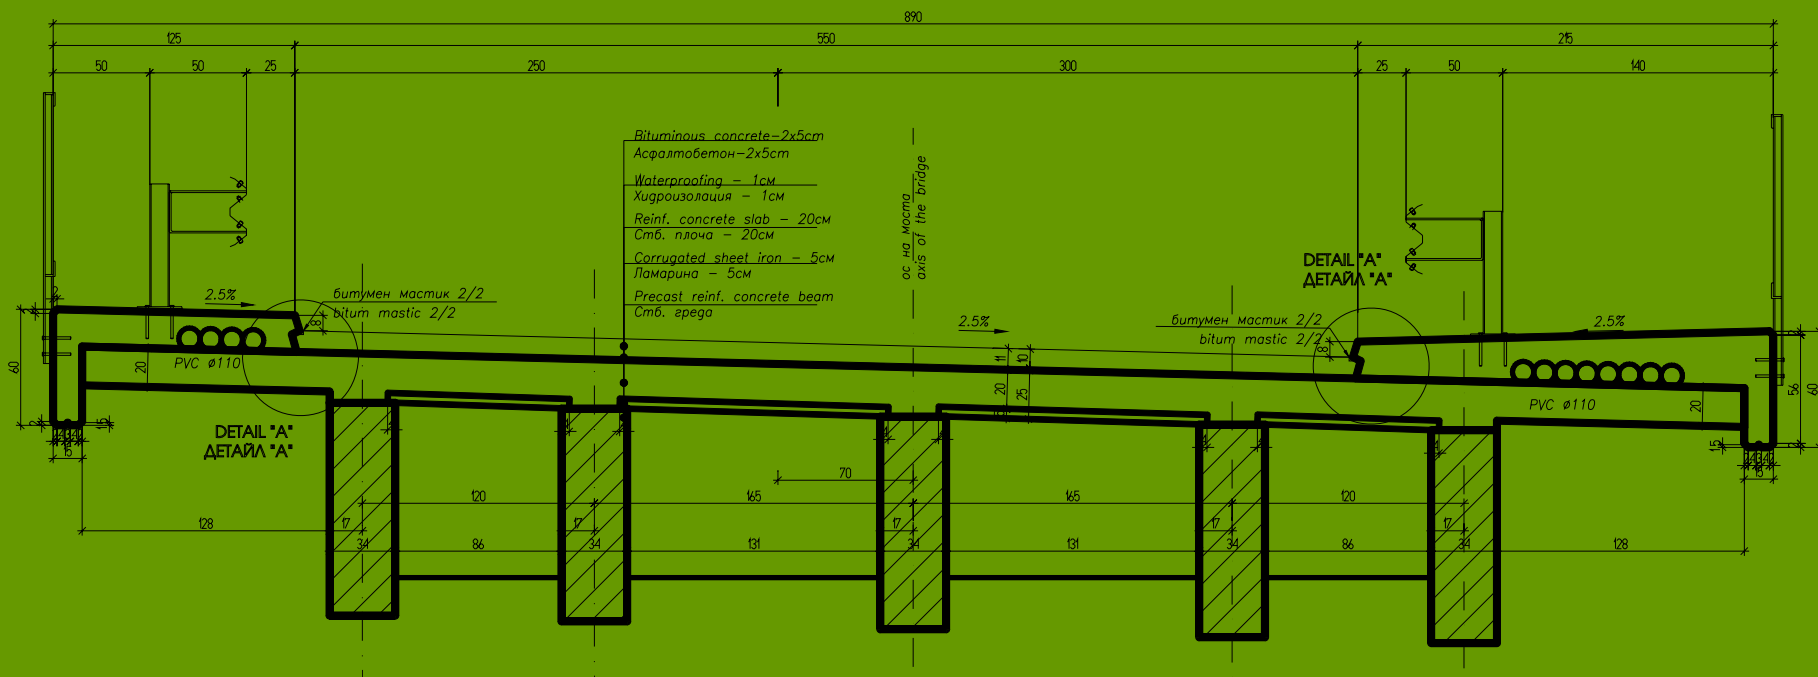 890
125 550 215
50 50 25 250 300 25 50 140
Bituminous concrete-2x5cm
Асфалтобетон-2x5cm
Waterproofing - 1см
Хидроизолация - 1см
Reinf. concrete slab - 20см
Стб. плоча - 20см
Corrugated sheet iron - 5см
Ламарина - 5см
Precast reinf. concrete beam
Стб. греда
ос на моста
axis of the bridge
DETAIL "A"
ДЕТАЙЛ "А"
2.5%
битумен мастик 2/2
bitum mastic 2/2
8
2.5%
битумен мастик 2/2
bitum mastic 2/2
8
2.5%
60
PVC ø110
20
11 10
20 25
PVC ø110
20
56 60
DETAIL "A"
ДЕТАЙЛ "А"
70
120 165 165 120
128 17 17 17 17 17
34 86 34 131 34 131 34 86 34 128